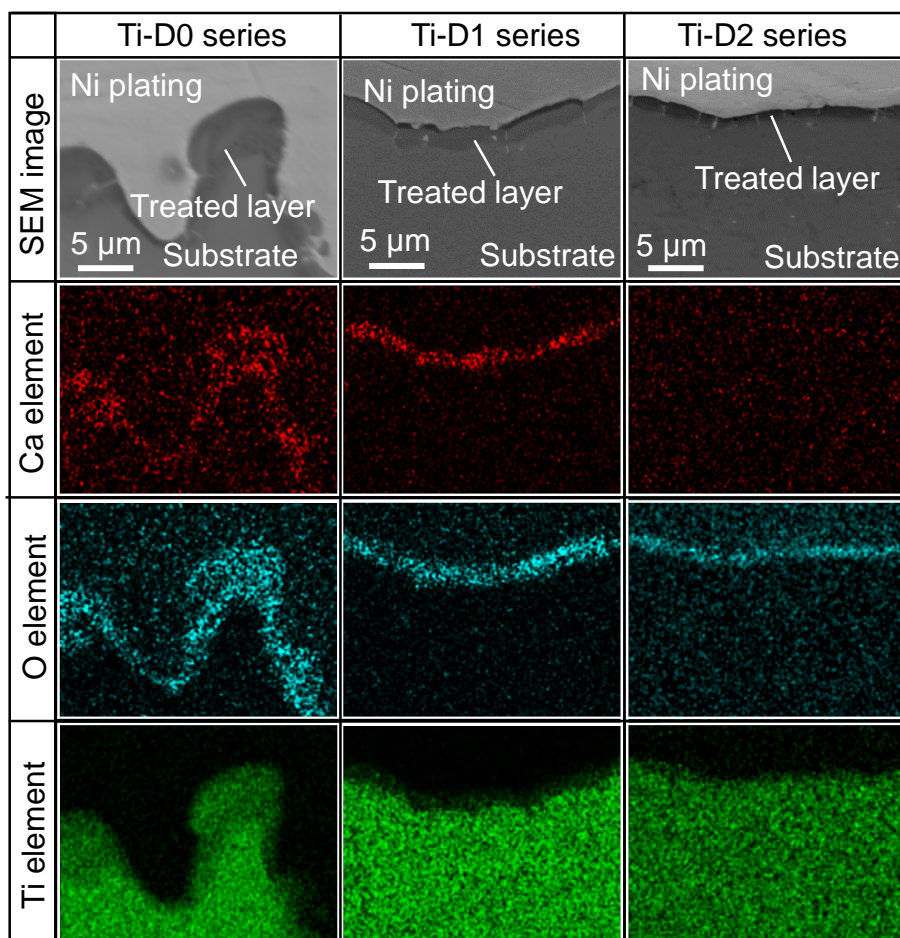 Ti-D0 series
Ti-D1 series
Ti-D2 series
SEM image
Ni plating
Treated layer
5 μm
Substrate
Ni plating
Treated layer
5 μm
Substrate
Ni plating
Treated layer
5 μm
Substrate
Ca element
O element
Ti element